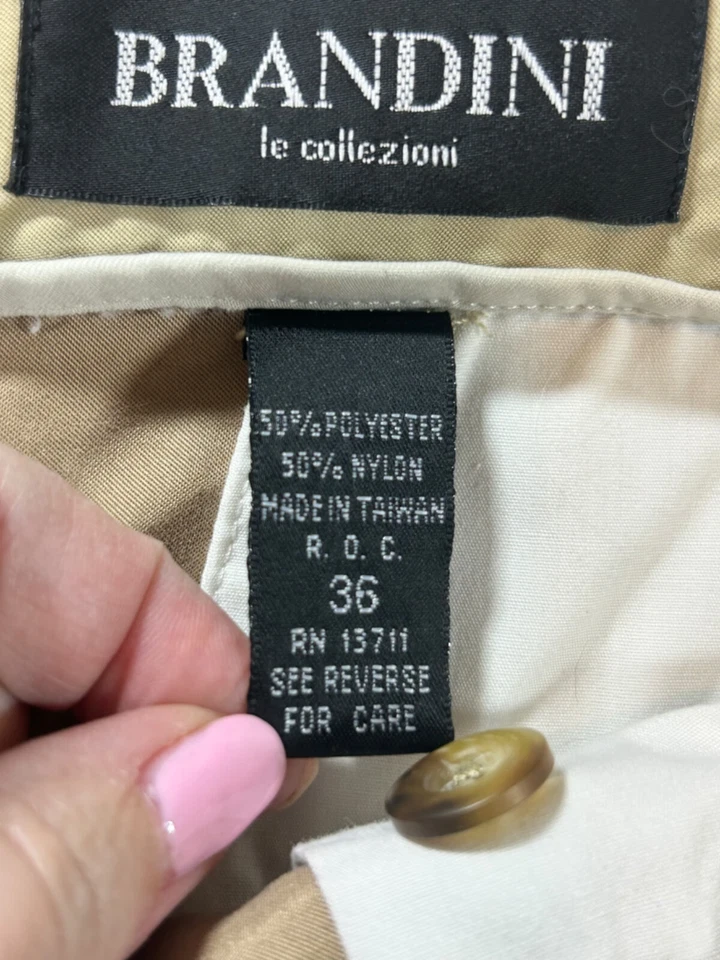 BRANDINI
le collezioni
50% POLYESTER
50% NYLON
MADE IN TAIWAN
R. O. C.
36
RN 13711
SEE REVERSE
FOR CARE